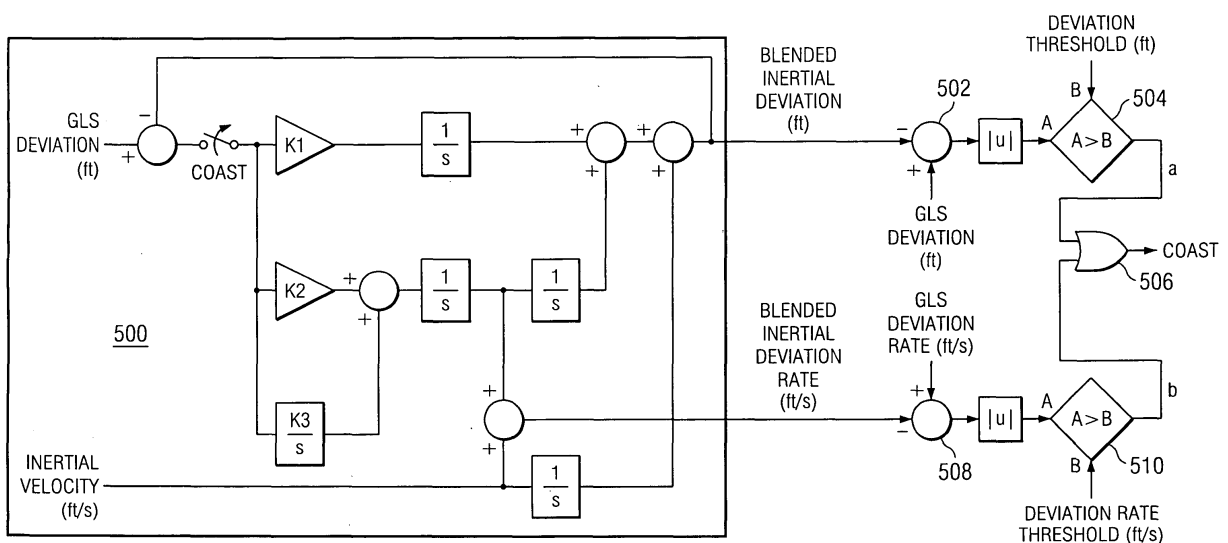 GLS
DEVIATION
(ft)
−
+
COAST
K1
1
s
+
+
+
+
K2
+
+
1
s
1
s
500
K3
s
+
+
INERTIAL
VELOCITY
(ft/s)
1
s
BLENDED
INERTIAL
DEVIATION
(ft)
−
+
502
GLS
DEVIATION
(ft)
|u|
DEVIATION
THRESHOLD (ft)
B
A
A>B
504
a
COAST
506
BLENDED
INERTIAL
DEVIATION
RATE
(ft/s)
GLS
DEVIATION
RATE (ft/s)
+
−
508
|u|
A
A>B
B
b
510
DEVIATION RATE
THRESHOLD (ft/s)